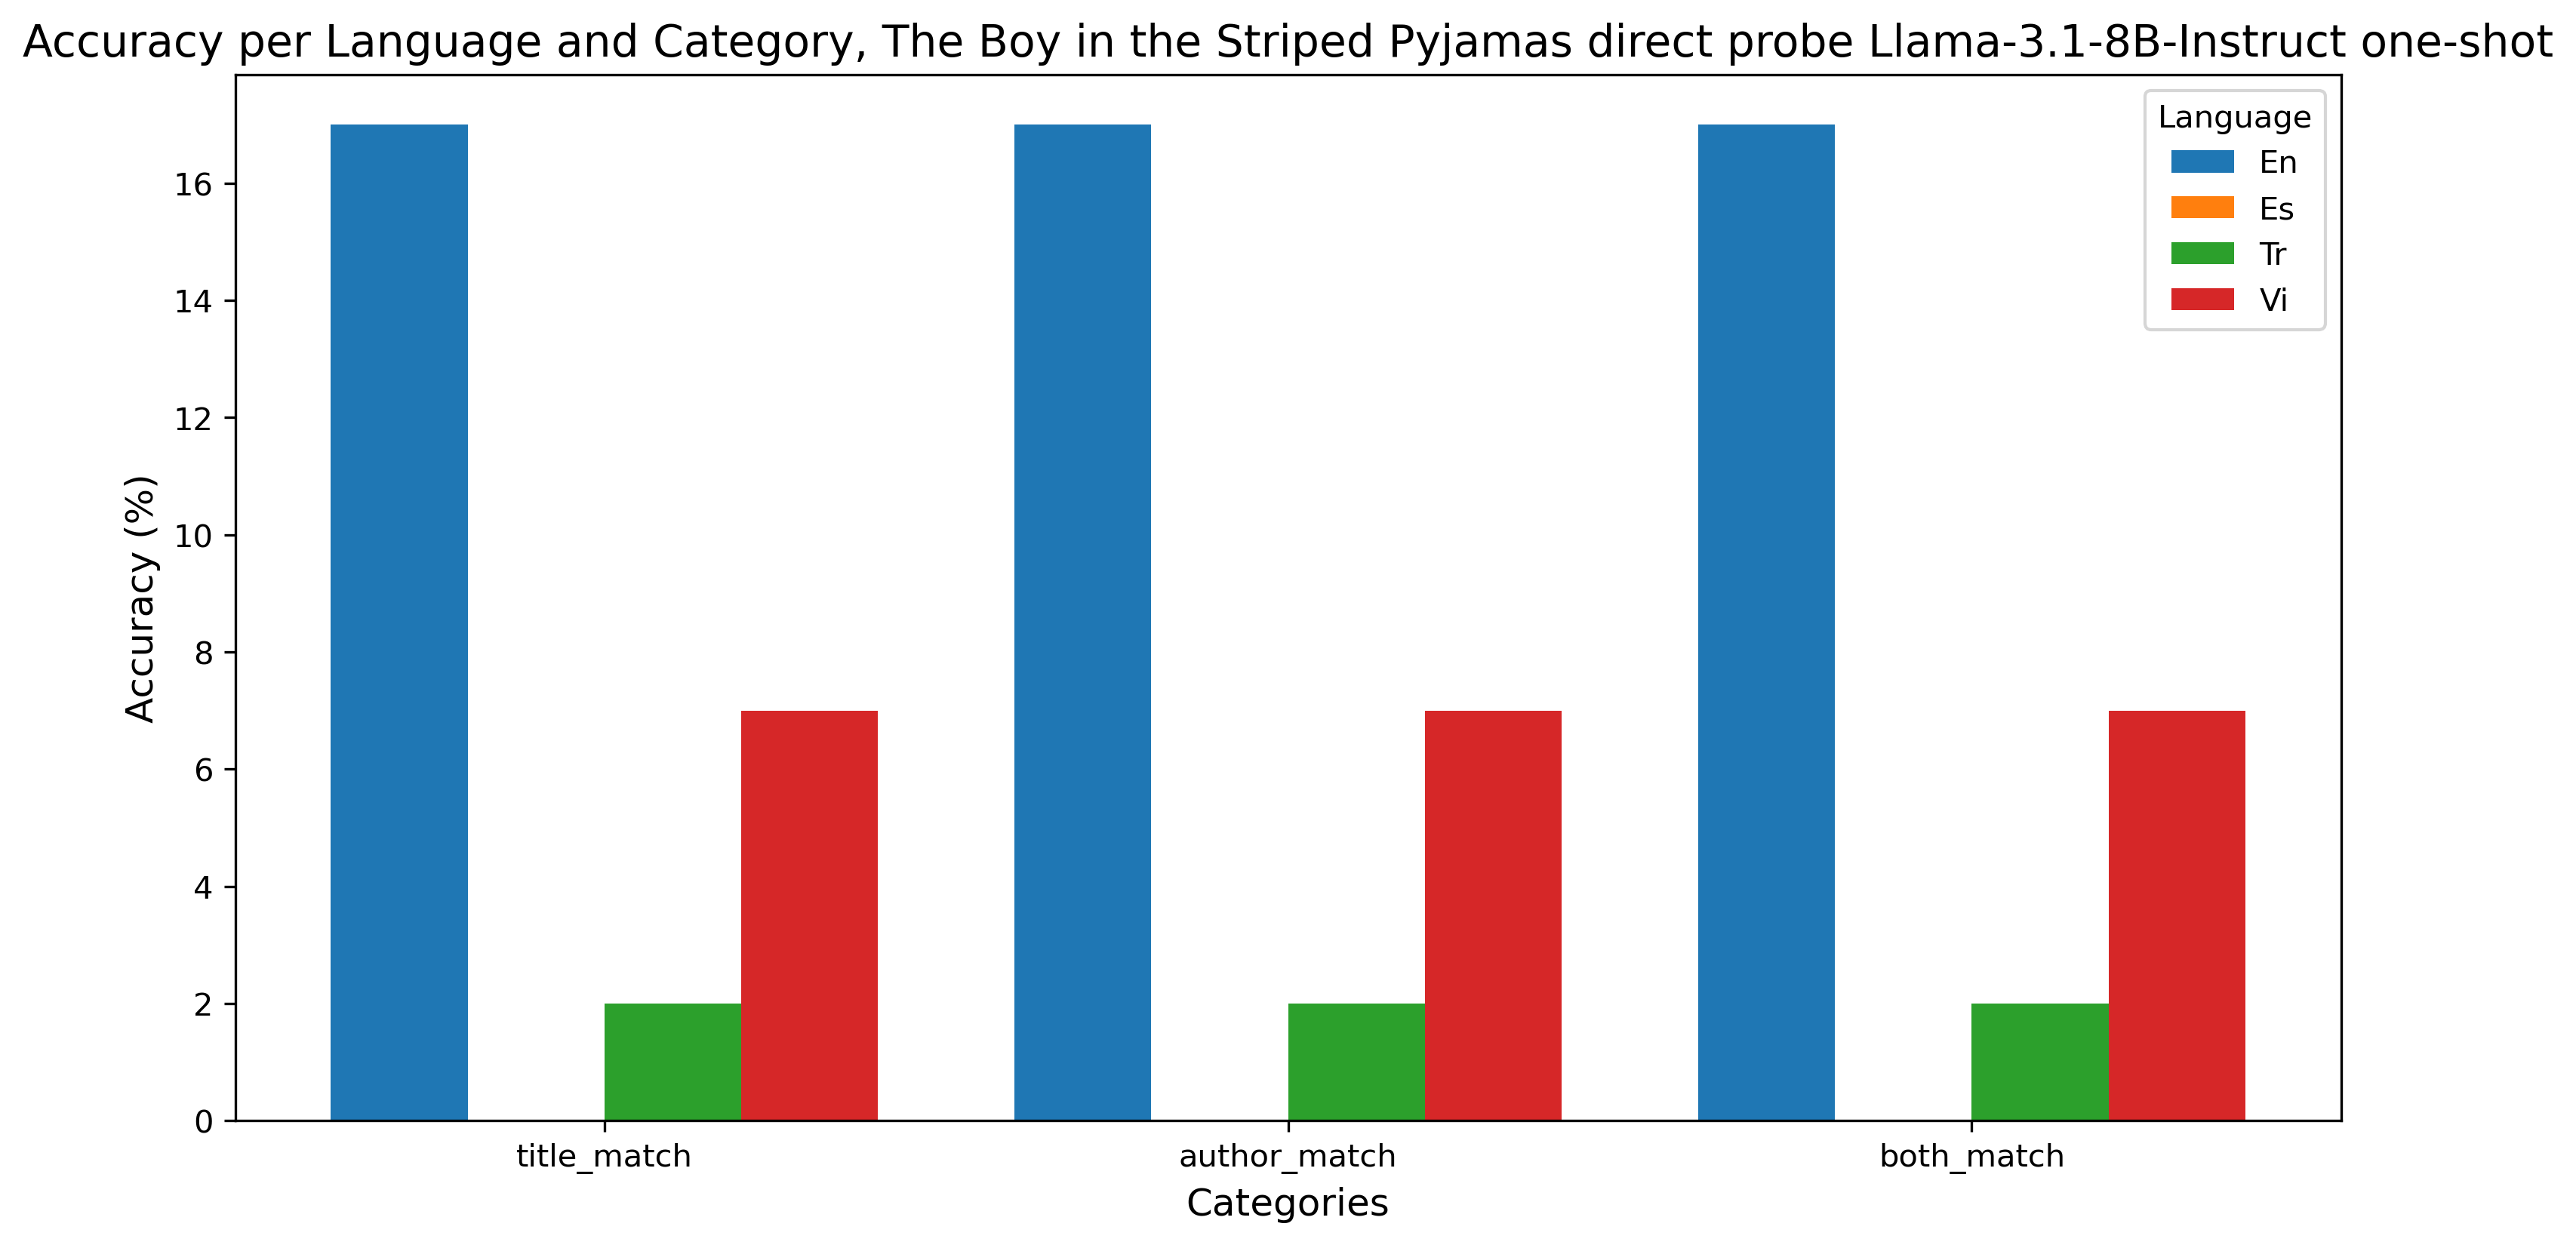 Accuracy per Language and Category, The Boy in the Striped Pyjamas direct probe Llama-3.1-8B-Instruct one-shot
Language
En
Es
Tr
Vi
Accuracy (%)
16
14
12
10
8
6
4
2
0
title_match
author_match
both_match
Categories